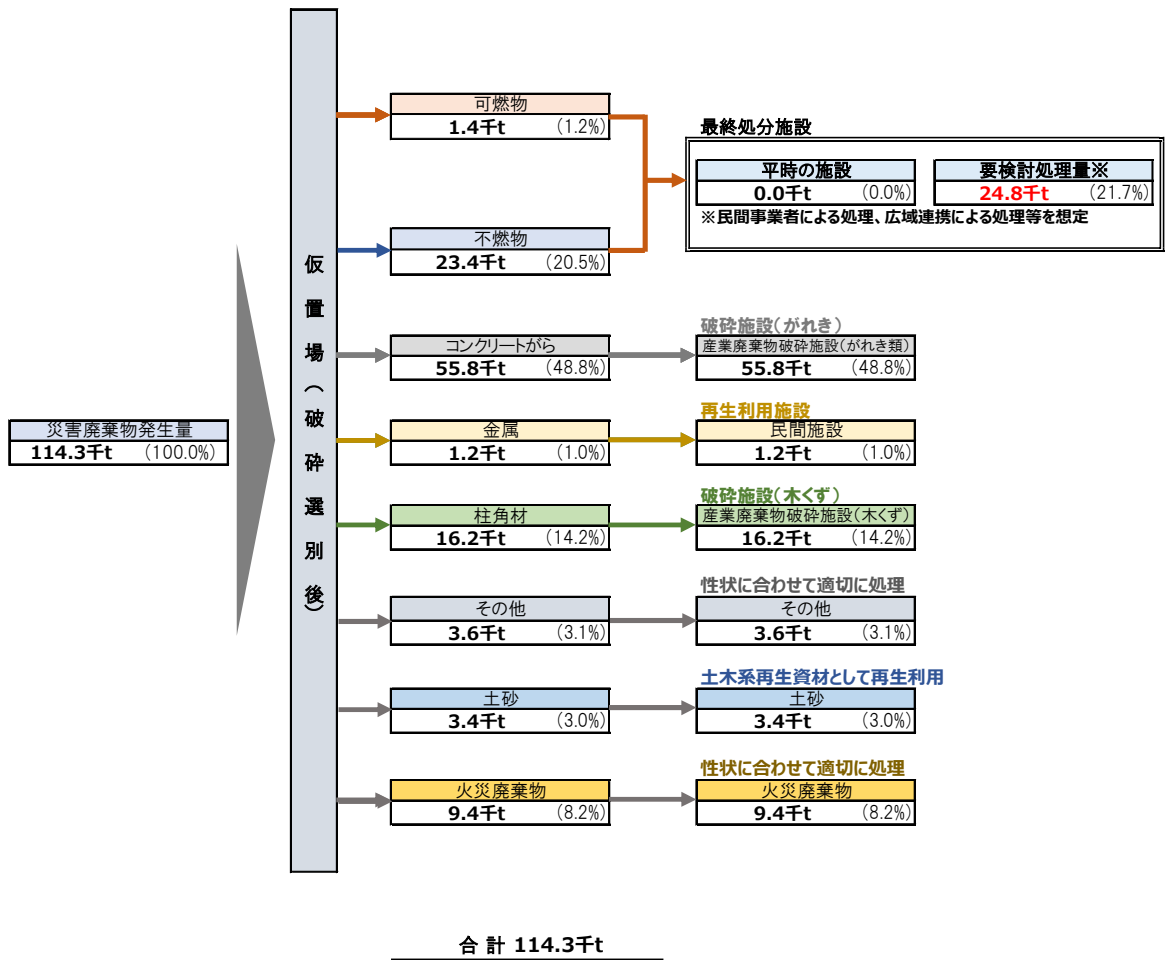 災害廃棄物発生量
114.3千t (100.0%)
仮置場(破砕選別後)
可燃物
1.4千t (1.2%)
不燃物
23.4千t (20.5%)
最終処分施設
平時の施設
0.0千t (0.0%)
要検討処理量※
24.8千t (21.7%)
※民間事業者による処理、広域連携による処理等を想定
コンクリートがら
55.8千t (48.8%)
破砕施設(がれき)
産業廃棄物破砕施設(がれき類)
55.8千t (48.8%)
金属
1.2千t (1.0%)
再生利用施設
民間施設
1.2千t (1.0%)
柱角材
16.2千t (14.2%)
破砕施設(木くず)
産業廃棄物破砕施設(木くず)
16.2千t (14.2%)
その他
3.6千t (3.1%)
性状に合わせて適切に処理
その他
3.6千t (3.1%)
土砂
3.4千t (3.0%)
土木系再生資材として再生利用
土砂
3.4千t (3.0%)
火災廃棄物
9.4千t (8.2%)
性状に合わせて適切に処理
火災廃棄物
9.4千t (8.2%)
合 計 114.3千t